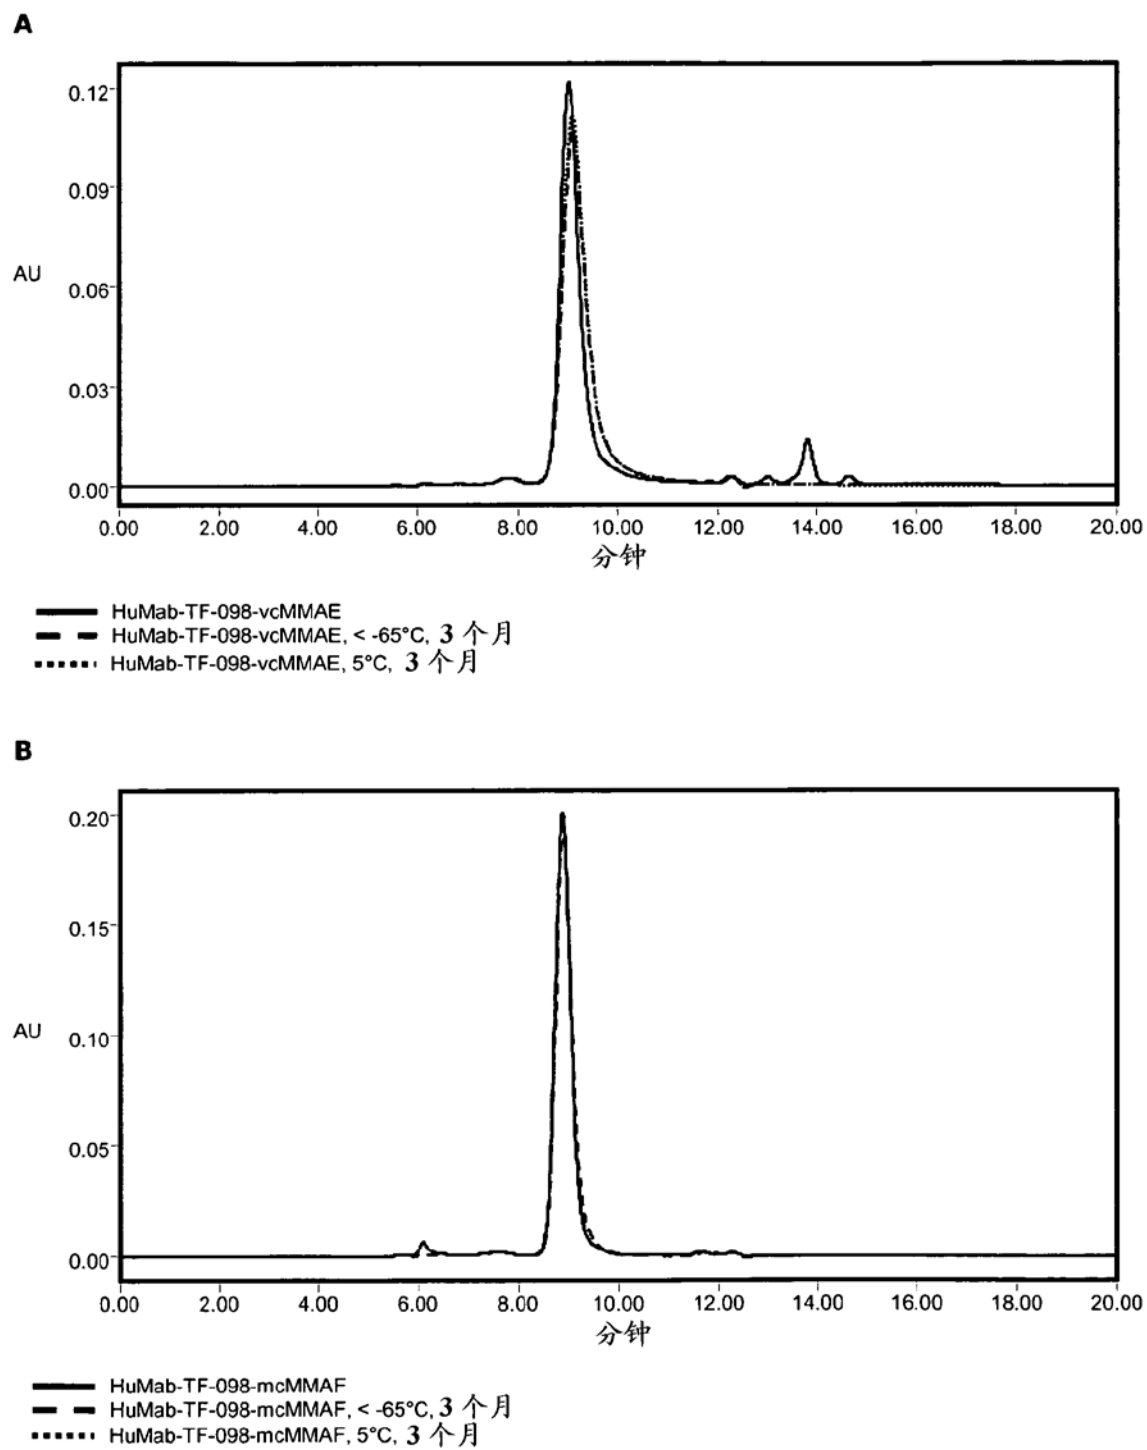 A
0.12
0.09
AU
0.06
0.03
0.00
0.00 2.00 4.00 6.00 8.00 10.00 12.00 14.00 16.00 18.00 20.00
分钟
HuMab-TF-098-vcMMAE
HuMab-TF-098-vcMMAE, < -65°C, 3 个月
HuMab-TF-098-vcMMAE, 5°C, 3 个月
B
0.20
0.15
AU
0.10
0.05
0.00
0.00 2.00 4.00 6.00 8.00 10.00 12.00 14.00 16.00 18.00 20.00
分钟
HuMab-TF-098-mcMMAF
HuMab-TF-098-mcMMAF, < -65°C, 3 个月
HuMab-TF-098-mcMMAF, 5°C, 3 个月